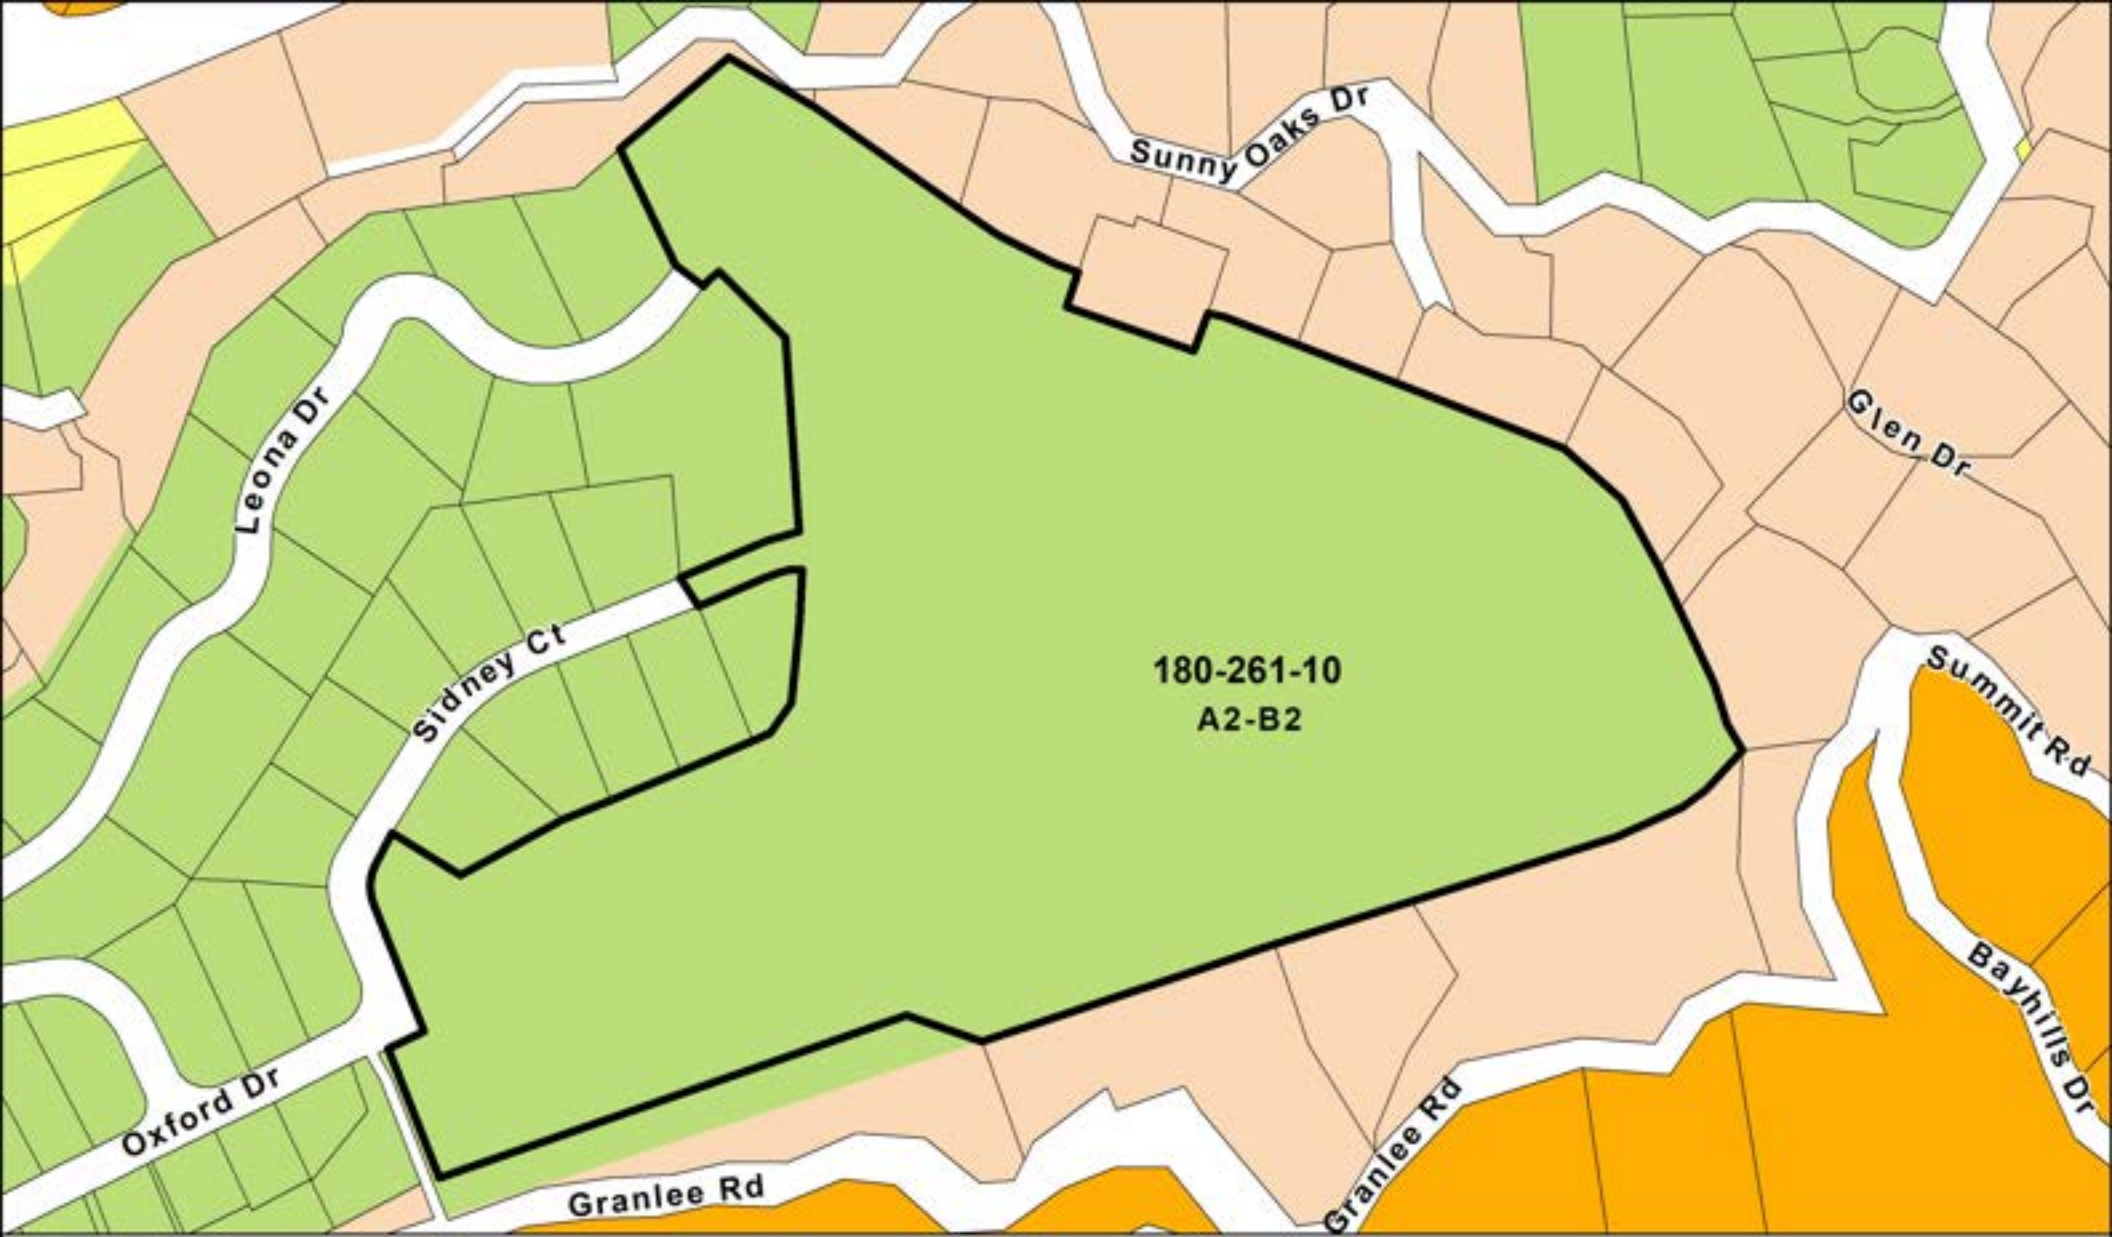 Sunny Oaks Dr
Leona Dr
Glen Dr
Sidney Ct
180-261-10
A2-B2
Summit Rd
Bayhills Dr
Oxford Dr
Granlee Rd
Granlee Rd